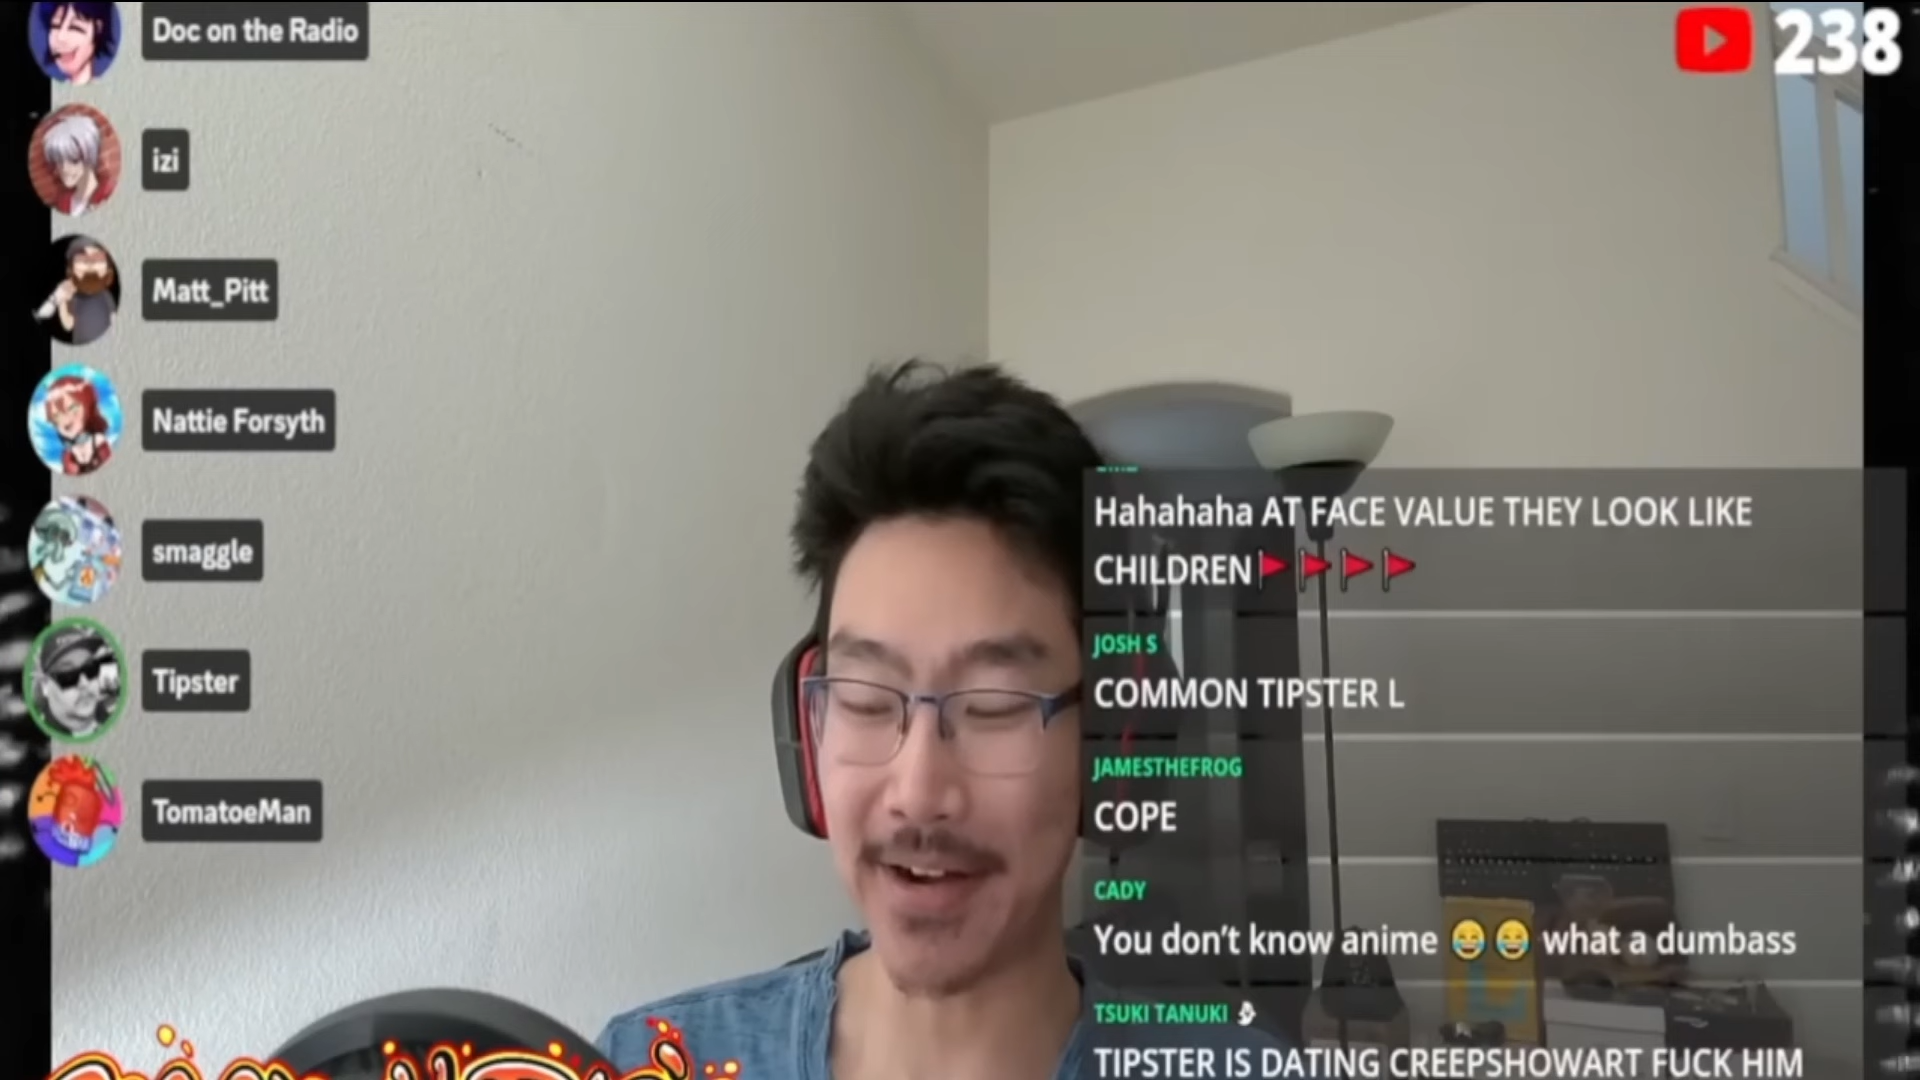 Doc on the Radio
238
izi
Matt_Pitt
Nattie Forsyth
smaggle
Tipster
TomatoeMan
Hahahaha AT FACE VALUE THEY LOOK LIKE
CHILDREN🚩🚩🚩🚩
JOSH S
COMMON TIPSTER L
JAMESTHEFROG
COPE
CADY
You don't know anime 😂😂 what a dumbass
TSUKI TANUKI
TIPSTER IS DATING CREEPSHOWART FUCK HIM